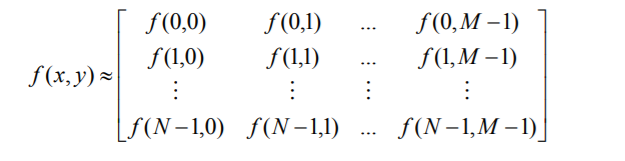 f(x,y) ≈
f(0,0) f(0,1) ... f(0,M−1)
f(1,0) f(1,1) ... f(1,M−1)
⋮ ⋮ ⋮ ⋮
f(N−1,0) f(N−1,1) ... f(N−1,M−1)